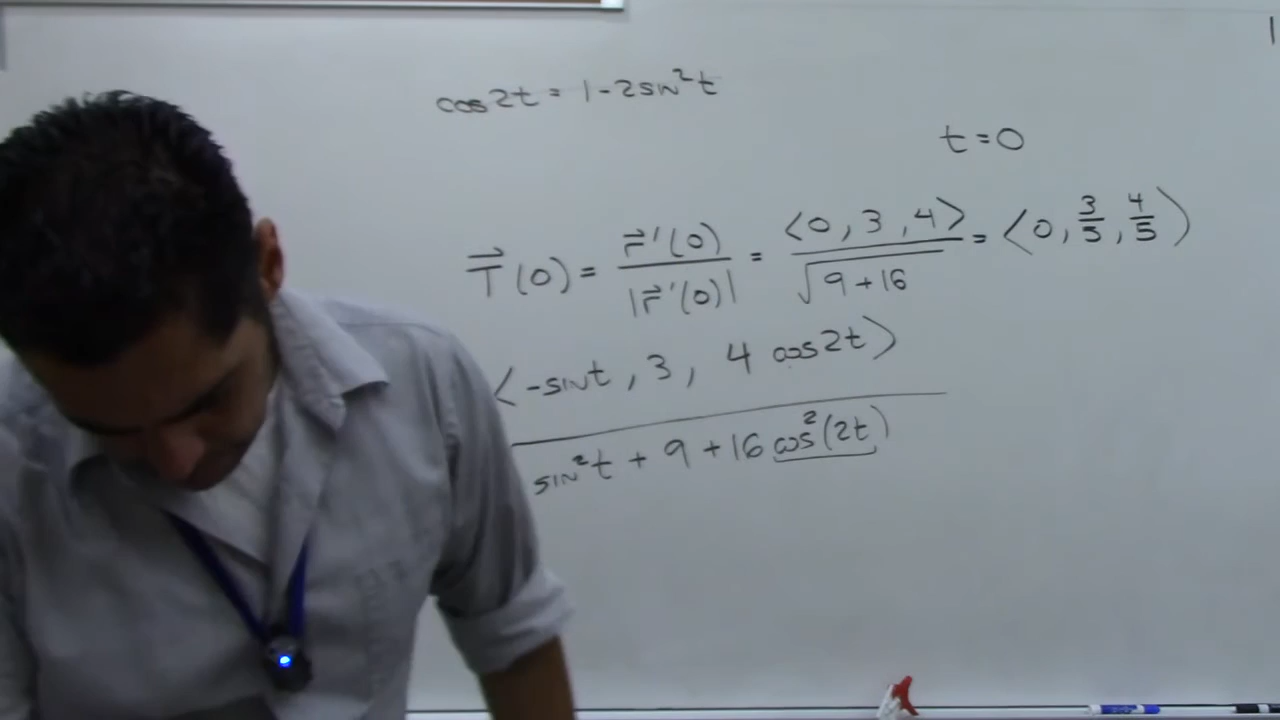 cos2t = 1-2sin²t
t=0
T⃗(0) = r⃗'(0) / |r⃗'(0)| = ⟨0, 3, 4⟩ / √(9+16) = ⟨0, 3/5, 4/5⟩
⟨-sint, 3, 4 cos2t⟩
sin²t + 9 + 16 cos²(2t)